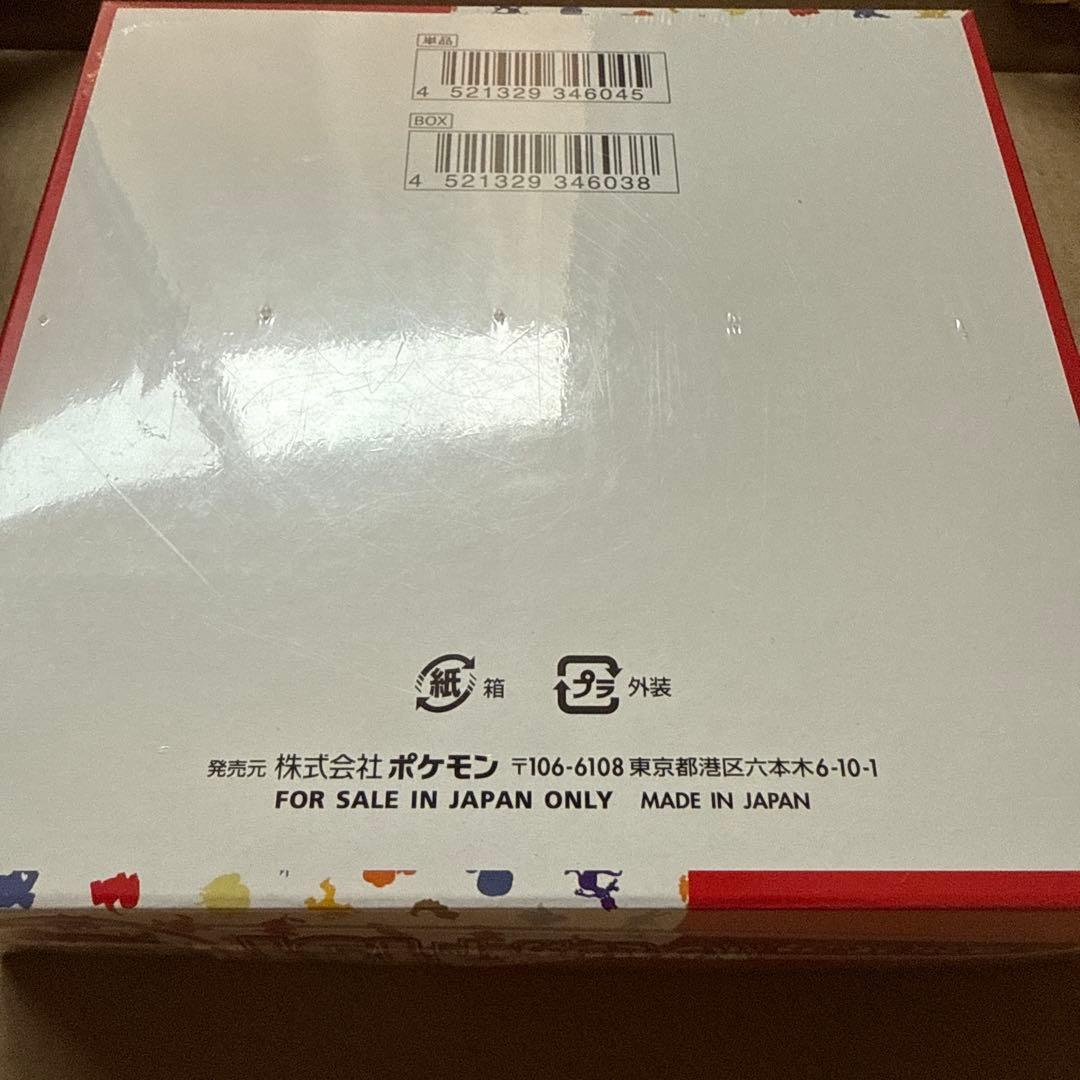 単品
4 521329 346045
BOX
4 521329 346038
紙 箱 プラ 外装
発売元 株式会社 ポケモン 〒106-6108 東京都港区六本木6-10-1
FOR SALE IN JAPAN ONLY MADE IN JAPAN